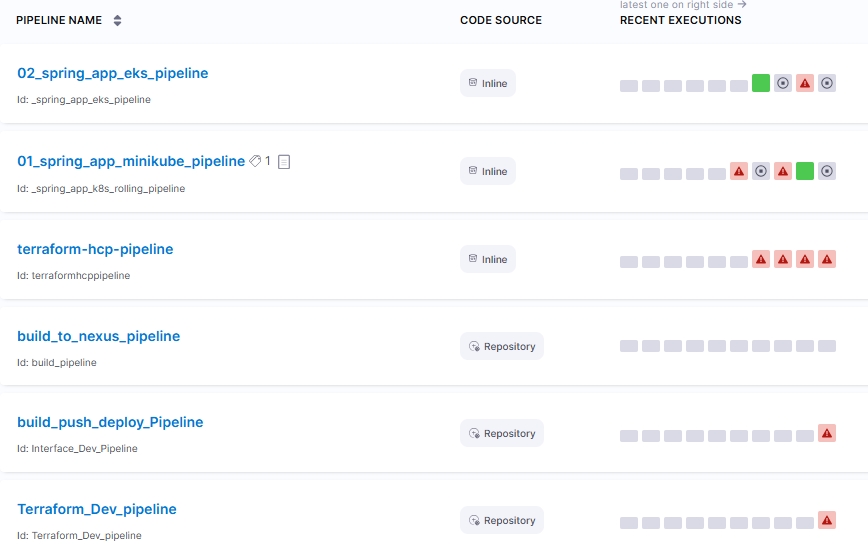 latest one on right side →
PIPELINE NAME CODE SOURCE RECENT EXECUTIONS
02_spring_app_eks_pipeline
Id: _spring_app_eks_pipeline
Inline
01_spring_app_minikube_pipeline 1
Id: _spring_app_k8s_rolling_pipeline
Inline
terraform-hcp-pipeline
Id: terraformhcppipeline
Inline
build_to_nexus_pipeline
Id: build_pipeline
Repository
build_push_deploy_Pipeline
Id: Interface_Dev_Pipeline
Repository
Terraform_Dev_pipeline
Id: Terraform_Dev_pipeline
Repository